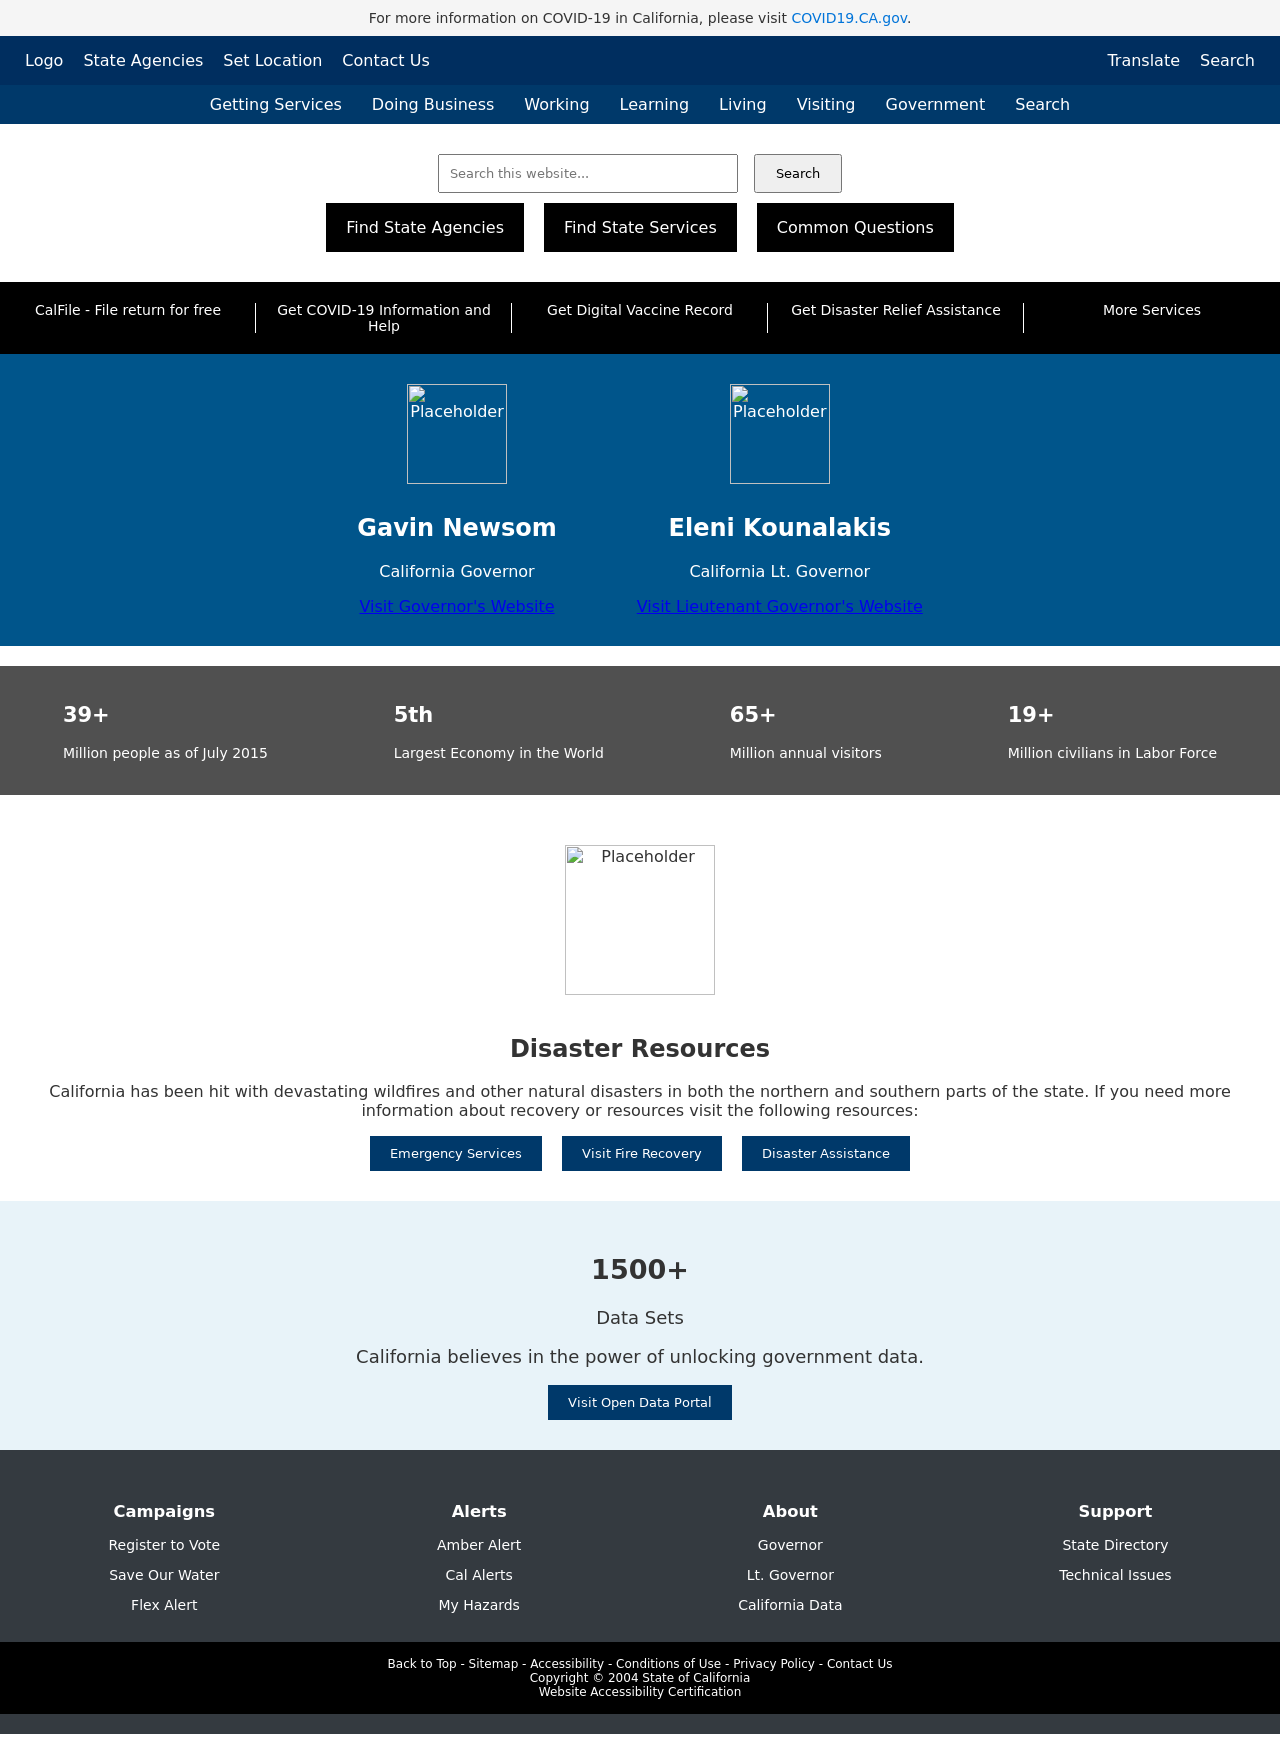 For more information on COVID-19 in California, please visit COVID19.CA.gov.
Logo State Agencies Set Location Contact Us Translate Search
Getting Services Doing Business Working Learning Living Visiting Government Search
Search this website... Search
Find State Agencies Find State Services Common Questions
CalFile - File return for free Get COVID-19 Information and Help Get Digital Vaccine Record Get Disaster Relief Assistance More Services
Placeholder Placeholder
Gavin Newsom Eleni Kounalakis
California Governor California Lt. Governor
Visit Governor's Website Visit Lieutenant Governor's Website
39+ 5th 65+ 19+
Million people as of July 2015 Largest Economy in the World Million annual visitors Million civilians in Labor Force
Placeholder
Disaster Resources
California has been hit with devastating wildfires and other natural disasters in both the northern and southern parts of the state. If you need more
information about recovery or resources visit the following resources:
Emergency Services Visit Fire Recovery Disaster Assistance
1500+
Data Sets
California believes in the power of unlocking government data.
Visit Open Data Portal
Campaigns Alerts About Support
Register to Vote Amber Alert Governor State Directory
Save Our Water Cal Alerts Lt. Governor Technical Issues
Flex Alert My Hazards California Data
Back to Top - Sitemap - Accessibility - Conditions of Use - Privacy Policy - Contact Us
Copyright © 2004 State of California
Website Accessibility Certification